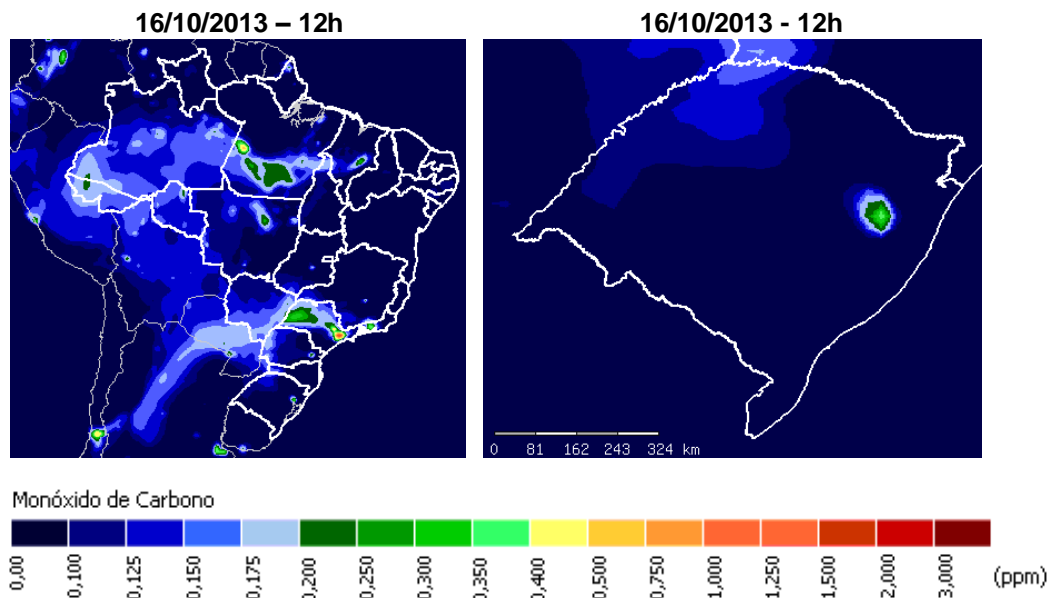 16/10/2013 – 12h
16/10/2013 - 12h
0 81 162 243 324 km
Monóxido de Carbono
0,00 0,100 0,125 0,150 0,175 0,200 0,250 0,300 0,350 0,400 0,500 0,750 1,000 1,250 1,500 2,000 3,000 (ppm)